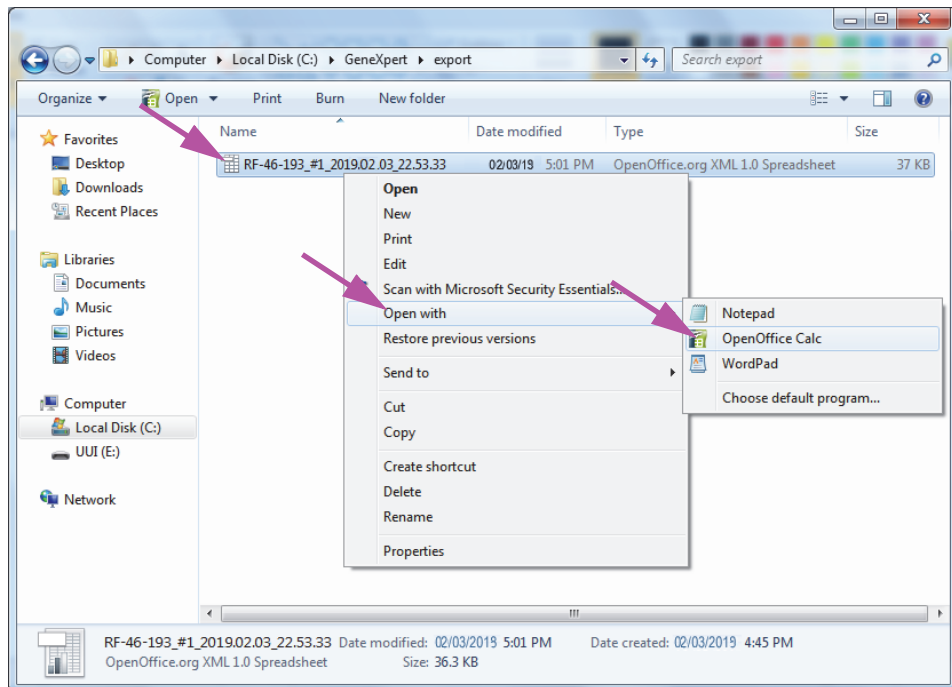 Computer ▸ Local Disk (C:) ▸ GeneXpert ▸ export
Search export
Organize Open Print Burn New folder
Name Date modified Type Size
RF-46-193_#1_2019.02.03_22.53.33 02/03/19 5:01 PM OpenOffice.org XML 1.0 Spreadsheet 37 KB
Favorites
Desktop
Downloads
Recent Places
Libraries
Documents
Music
Pictures
Videos
Computer
Local Disk (C:)
UUI (E:)
Network
Open
New
Print
Edit
Scan with Microsoft Security Essentials...
Open with
Restore previous versions
Send to
Cut
Copy
Create shortcut
Delete
Rename
Properties
Notepad
OpenOffice Calc
WordPad
Choose default program...
RF-46-193_#1_2019.02.03_22.53.33 Date modified: 02/03/2019 5:01 PM Date created: 02/03/2019 4:45 PM
OpenOffice.org XML 1.0 Spreadsheet Size: 36.3 KB